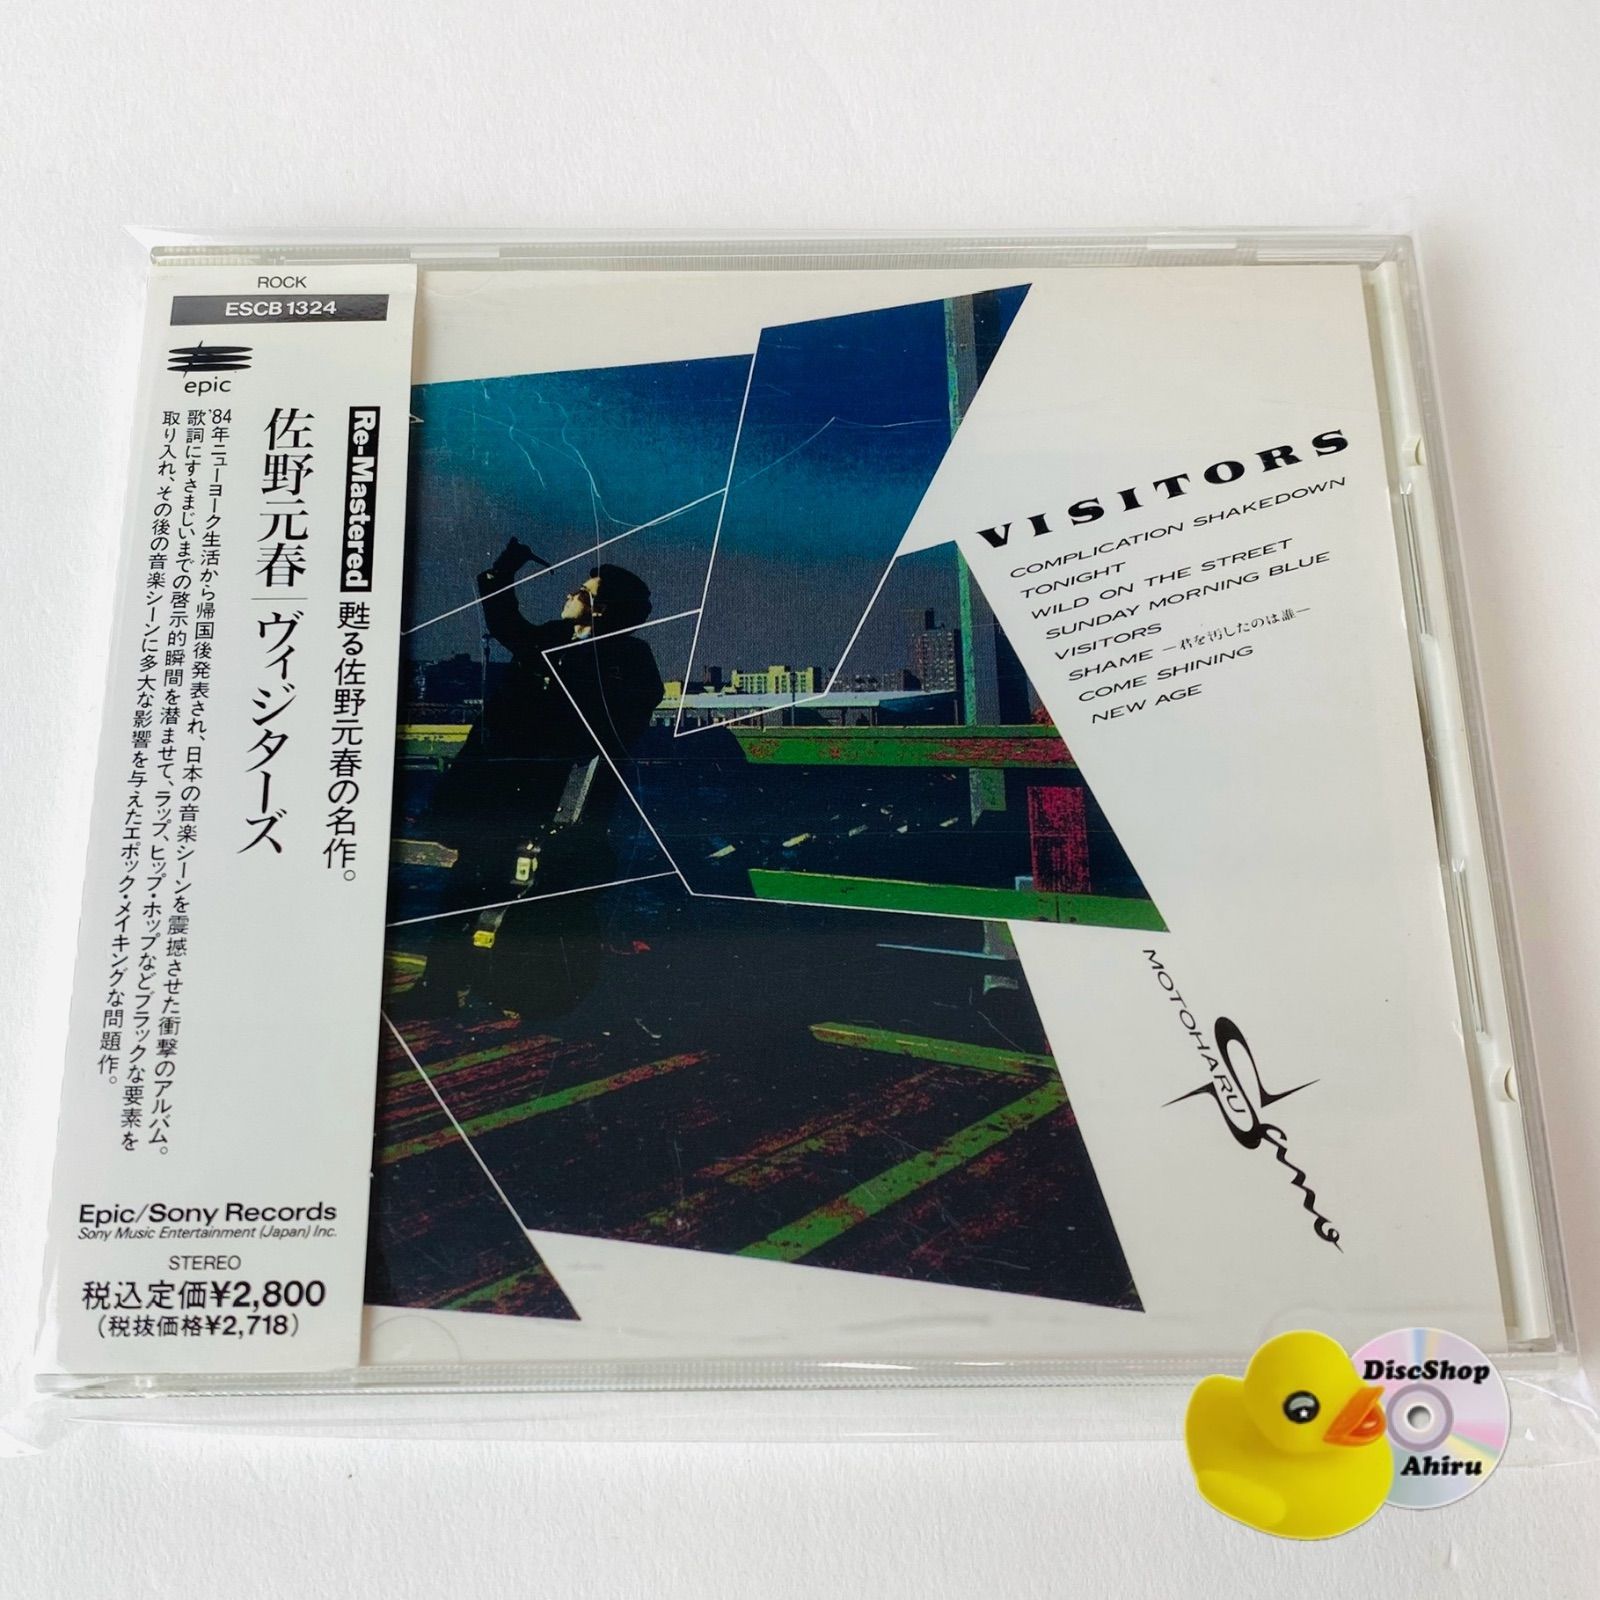 ROCK
ESCB 1324
epic
Re-Mastered 甦る佐野元春の名作。
佐野元春|ヴィジターズ
'84年ニューヨーク生活から帰国後発表され、日本の音楽シーンを震撼させた衝撃のアルバム。
歌詞にすさまじいまでの啓示的瞬間を潜ませて、ラップ、ヒップ・ホップなどブラックな要素を
取り入れ、その後の音楽シーンに多大な影響を与えたエポック・メイキングな問題作。
Epic/Sony Records
Sony Music Entertainment (Japan) Inc.
STEREO
税込定価¥2,800
(税抜価格¥2,718)
VISITORS
COMPLICATION SHAKEDOWN
TONIGHT
WILD ON THE STREET
SUNDAY MORNING BLUE
VISITORS
SHAME —君を汚したのは誰—
COME SHINING
NEW AGE
MOTOHARU
Sano
DiscShop
Ahiru